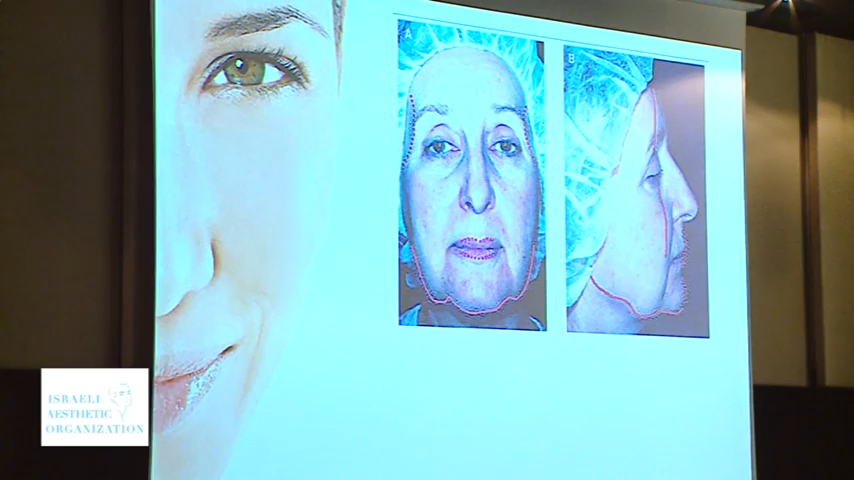 A
B
ISRAELI
AESTHETIC
ORGANIZATION